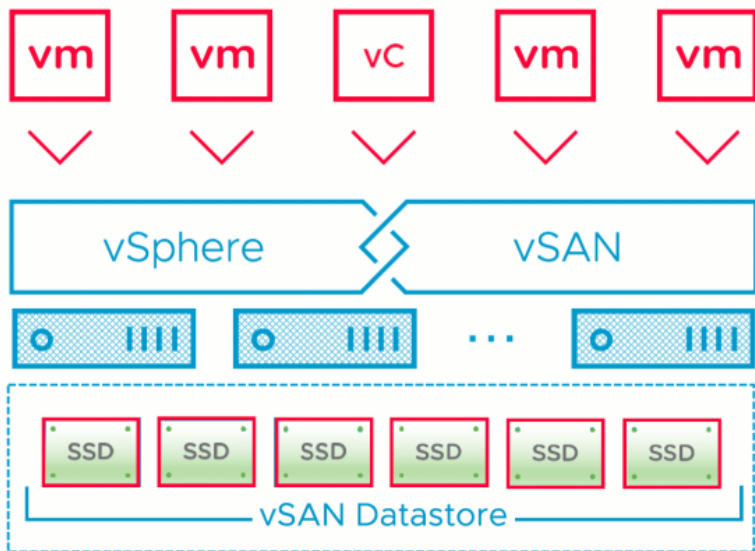 vm vm vC vm vm
vSphere vSAN
...
SSD SSD SSD SSD SSD SSD
vSAN Datastore